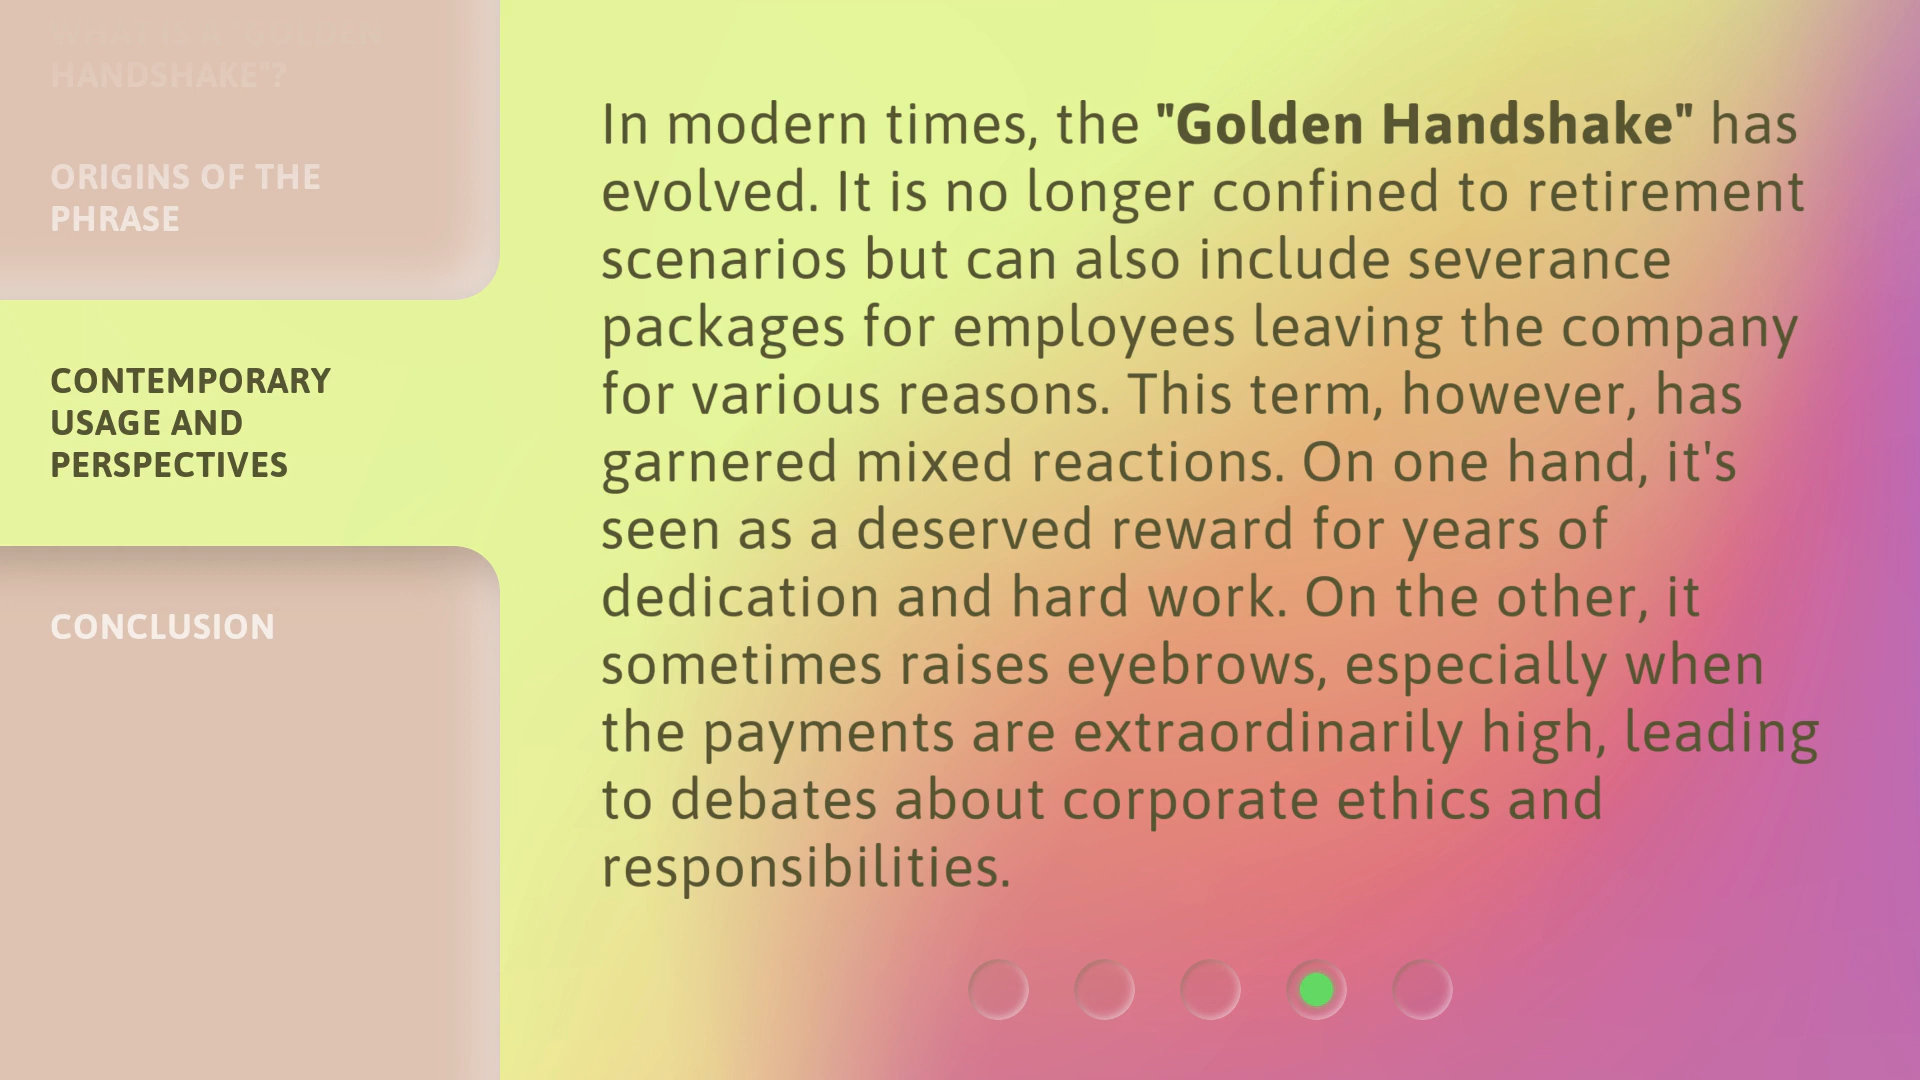 WHAT IS A "GOLDEN
HANDSHAKE"?
ORIGINS OF THE
PHRASE
CONTEMPORARY
USAGE AND
PERSPECTIVES
CONCLUSION
In modern times, the "Golden Handshake" has
evolved. It is no longer confined to retirement
scenarios but can also include severance
packages for employees leaving the company
for various reasons. This term, however, has
garnered mixed reactions. On one hand, it's
seen as a deserved reward for years of
dedication and hard work. On the other, it
sometimes raises eyebrows, especially when
the payments are extraordinarily high, leading
to debates about corporate ethics and
responsibilities.